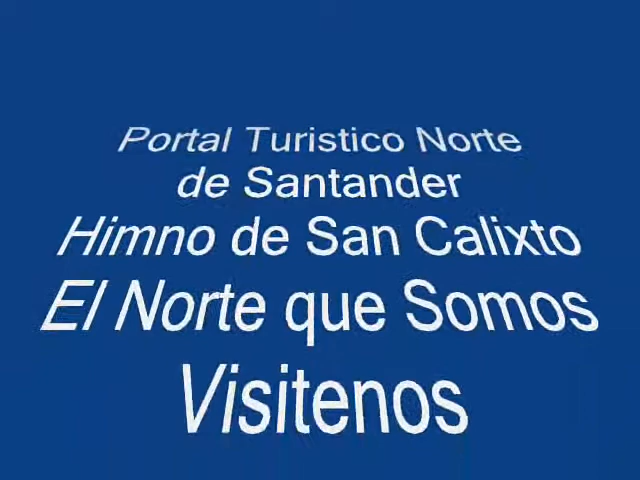 Portal Turistico Norte
de Santander
Himno de San Calixto
El Norte que Somos
Visitenos